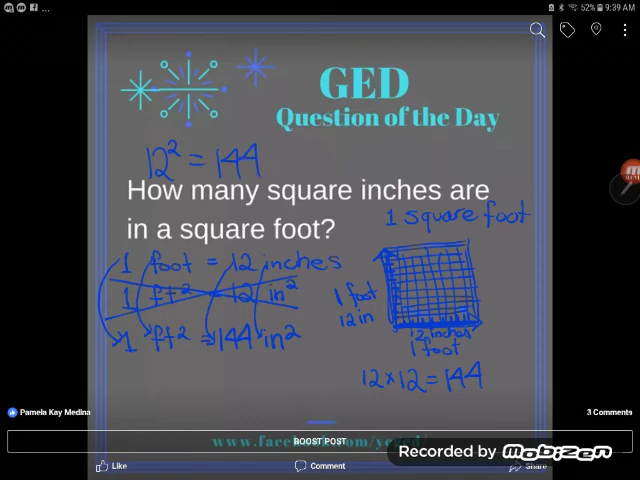 ... 52% 9:39 AM
GED
Question of the Day
12² = 144
How many square inches are
in a square foot?
1 square foot
1 foot = 12 inches
1 ft² = 12 in²
1 ft² = 144 in²
1 foot
12 in
12 inches
1 foot
12 × 12 = 144
Pamela Kay Medina
3 Comments
BOOST POST
Recorded by mobizen
Like
Comment
Share